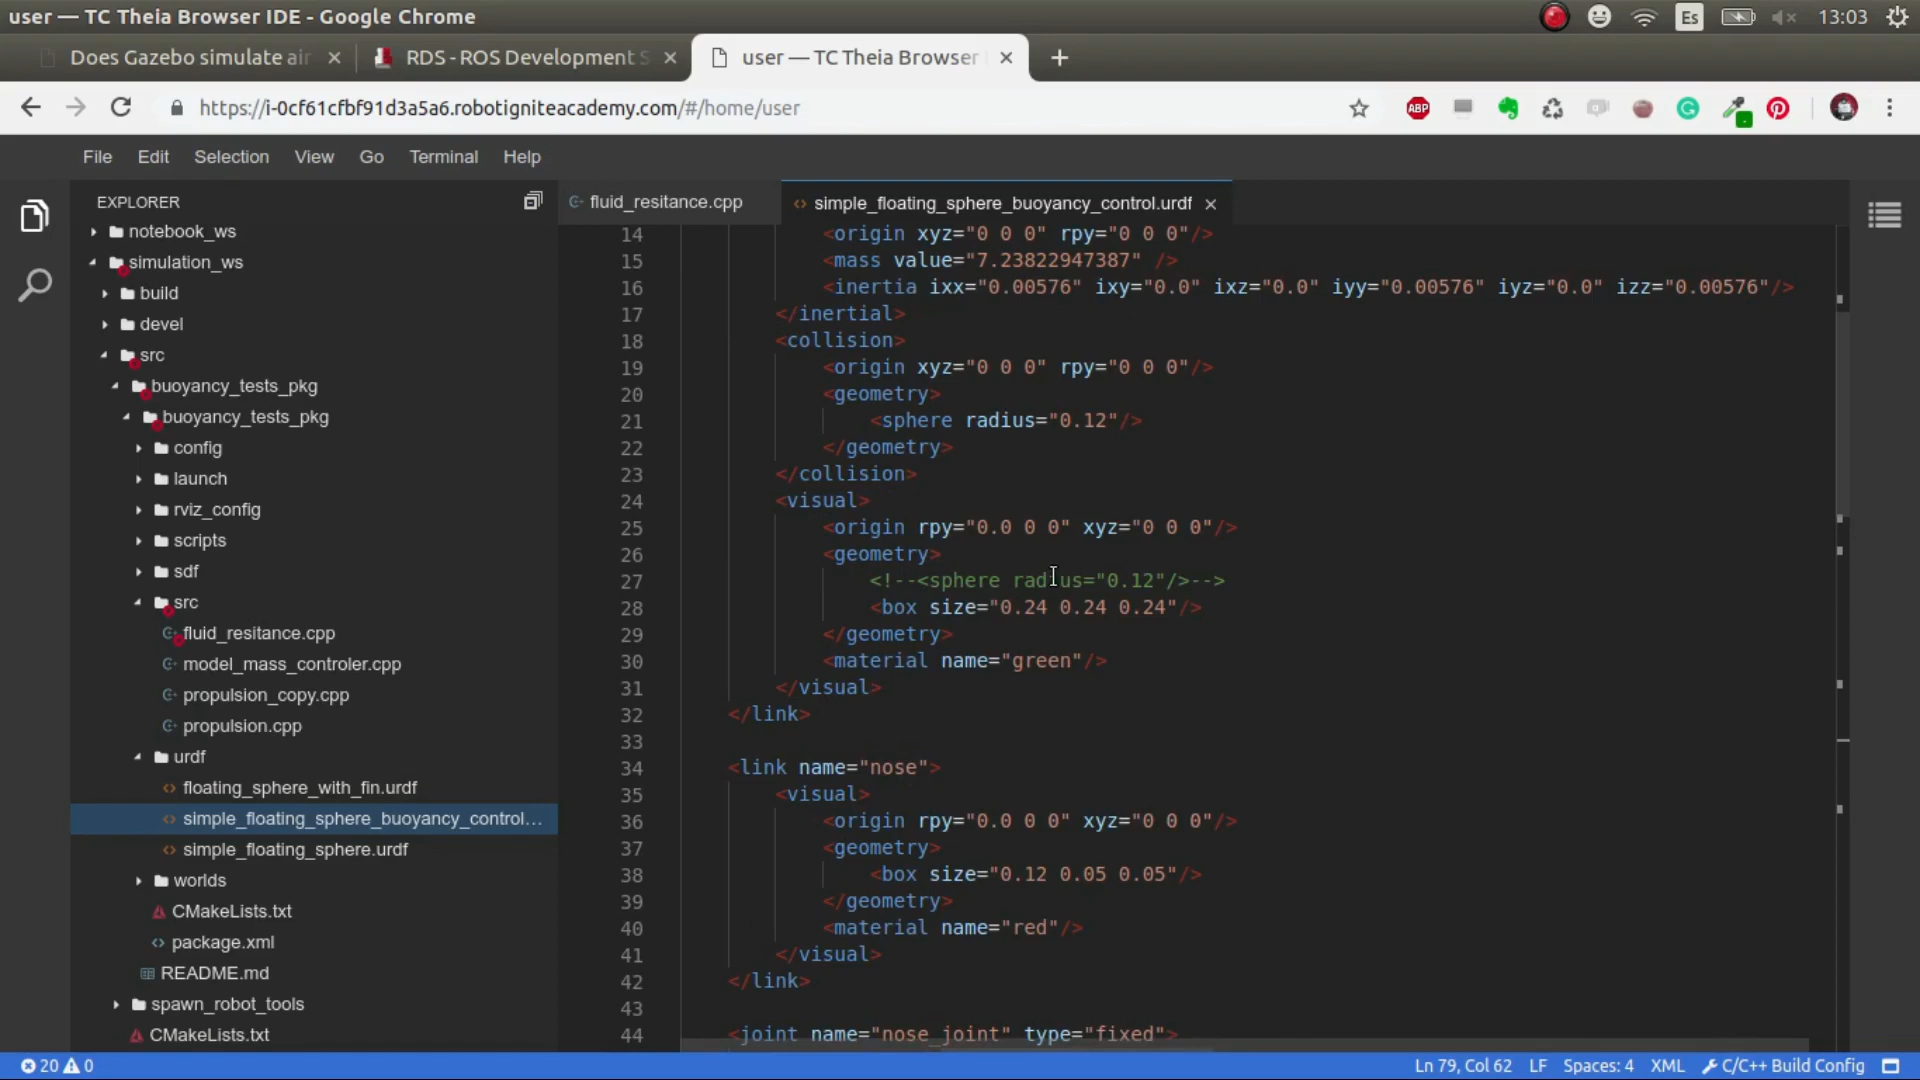 user — TC Theia Browser IDE - Google Chrome
Es
13:03
Does Gazebo simulate air
RDS - ROS Development S
user — TC Theia Browser
https://i-0cf61cfbf91d3a5a6.robotigniteacademy.com/#/home/user
ABP
File Edit Selection View Go Terminal Help
EXPLORER
notebook_ws
simulation_ws
build
devel
src
buoyancy_tests_pkg
buoyancy_tests_pkg
config
launch
rviz_config
scripts
sdf
src
fluid_resitance.cpp
model_mass_controler.cpp
propulsion_copy.cpp
propulsion.cpp
urdf
floating_sphere_with_fin.urdf
simple_floating_sphere_buoyancy_control...
simple_floating_sphere.urdf
worlds
CMakeLists.txt
package.xml
README.md
spawn_robot_tools
CMakeLists.txt
fluid_resitance.cpp
simple_floating_sphere_buoyancy_control.urdf
14 <origin xyz="0 0 0" rpy="0 0 0"/>
15 <mass value="7.23822947387" />
16 <inertia ixx="0.00576" ixy="0.0" ixz="0.0" iyy="0.00576" iyz="0.0" izz="0.00576"/>
17 </inertial>
18 <collision>
19 <origin xyz="0 0 0" rpy="0 0 0"/>
20 <geometry>
21 <sphere radius="0.12"/>
22 </geometry>
23 </collision>
24 <visual>
25 <origin rpy="0.0 0 0" xyz="0 0 0"/>
26 <geometry>
27 <!--<sphere radius="0.12"/>-->
28 <box size="0.24 0.24 0.24"/>
29 </geometry>
30 <material name="green"/>
31 </visual>
32 </link>
33
34 <link name="nose">
35 <visual>
36 <origin rpy="0.0 0 0" xyz="0 0 0"/>
37 <geometry>
38 <box size="0.12 0.05 0.05"/>
39 </geometry>
40 <material name="red"/>
41 </visual>
42 </link>
43
44 <joint name="nose_joint" type="fixed">
20 0
Ln 79, Col 62 LF Spaces: 4 XML C/C++ Build Config